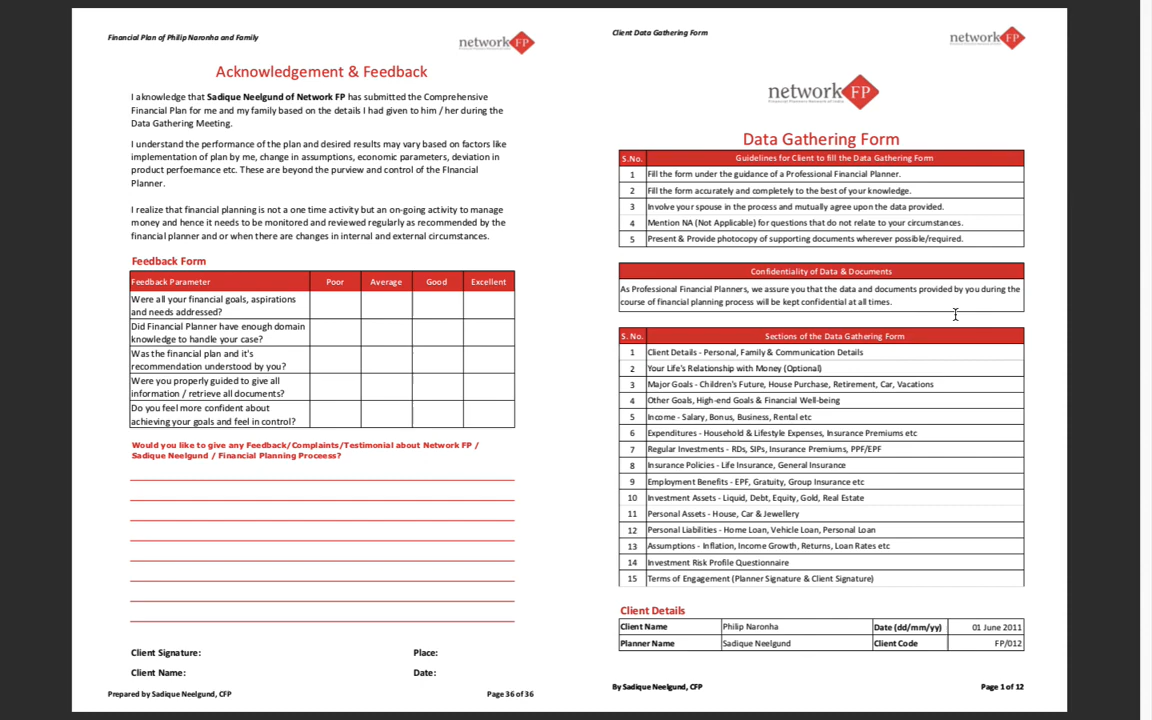 Financial Plan of Philip Naronha and Family
network FP
Acknowledgement & Feedback
I aknowledge that Sadique Neelgund of Network FP has submitted the Comprehensive
Financial Plan for me and my family based on the details I had given to him / her during the
Data Gathering Meeting.
I understand the performance of the plan and desired results may vary based on factors like
implementation of plan by me, change in assumptions, economic parameters, deviation in
product perfoemance etc. These are beyond the purview and control of the FInancial
Planner.
I realize that financial planning is not a one time activity but an on-going activity to manage
money and hence it needs to be monitored and reviewed regularly as recommended by the
financial planner and or when there are changes in internal and external circumstances.
Feedback Form
Feedback Parameter Poor Average Good Excellent
Were all your financial goals, aspirations
and needs addressed?
Did Financial Planner have enough domain
knowledge to handle your case?
Was the financial plan and it's
recommendation understood by you?
Were you properly guided to give all
information / retrieve all documents?
Do you feel more confident about
achieving your goals and feel in control?
Would you like to give any Feedback/Complaints/Testimonial about Network FP /
Sadique Neelgund / Financial Planning Proceess?
Client Signature: Place:
Client Name: Date:
Prepared by Sadique Neelgund, CFP Page 36 of 36
Client Data Gathering Form
network FP
network FP
Data Gathering Form
S.No. Guidelines for Client to fill the Data Gathering Form
1 Fill the form under the guidance of a Professional Financial Planner.
2 Fill the form accurately and completely to the best of your knowledge.
3 Involve your spouse in the process and mutually agree upon the data provided.
4 Mention NA (Not Applicable) for questions that do not relate to your circumstances.
5 Present & Provide photocopy of supporting documents wherever possible/required.
Confidentiality of Data & Documents
As Professional Financial Planners, we assure you that the data and documents provided by you during the
course of financial planning process will be kept confidential at all times.
S. No. Sections of the Data Gathering Form
1 Client Details - Personal, Family & Communication Details
2 Your Life's Relationship with Money (Optional)
3 Major Goals - Children's Future, House Purchase, Retirement, Car, Vacations
4 Other Goals, High-end Goals & Financial Well-being
5 Income - Salary, Bonus, Business, Rental etc
6 Expenditures - Household & Lifestyle Expenses, Insurance Premiums etc
7 Regular Investments - RDs, SIPs, Insurance Premiums, PPF/EPF
8 Insurance Policies - Life Insurance, General Insurance
9 Employment Benefits - EPF, Gratuity, Group Insurance etc
10 Investment Assets - Liquid, Debt, Equity, Gold, Real Estate
11 Personal Assets - House, Car & Jewellery
12 Personal Liabilities - Home Loan, Vehicle Loan, Personal Loan
13 Assumptions - Inflation, Income Growth, Returns, Loan Rates etc
14 Investment Risk Profile Questionnaire
15 Terms of Engagement (Planner Signature & Client Signature)
Client Details
Client Name Philip Naronha Date (dd/mm/yy) 01 June 2011
Planner Name Sadique Neelgund Client Code FP/012
By Sadique Neelgund, CFP Page 1 of 12